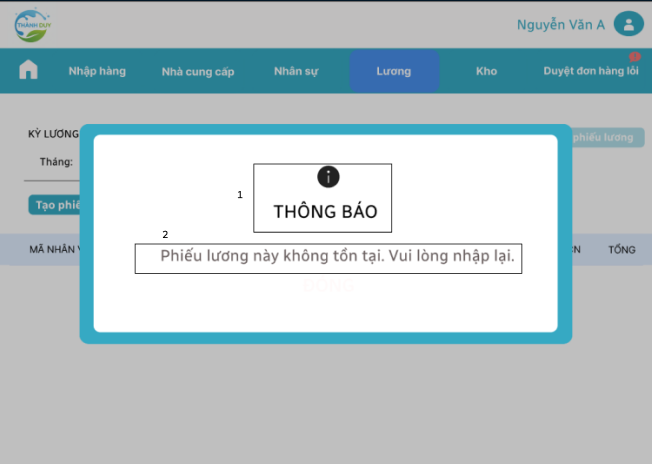 THÀNH DUY
Nguyễn Văn A
Nhập hàng
Nhà cung cấp
Nhân sự
Lương
Kho
Duyệt đơn hàng lỗi
KỲ LƯƠNG
phiếu lương
Tháng:
1
THÔNG BÁO
Tạo phiế
2
MÃ NHÂN V
Phiếu lương này không tồn tại. Vui lòng nhập lại.
TỔNG